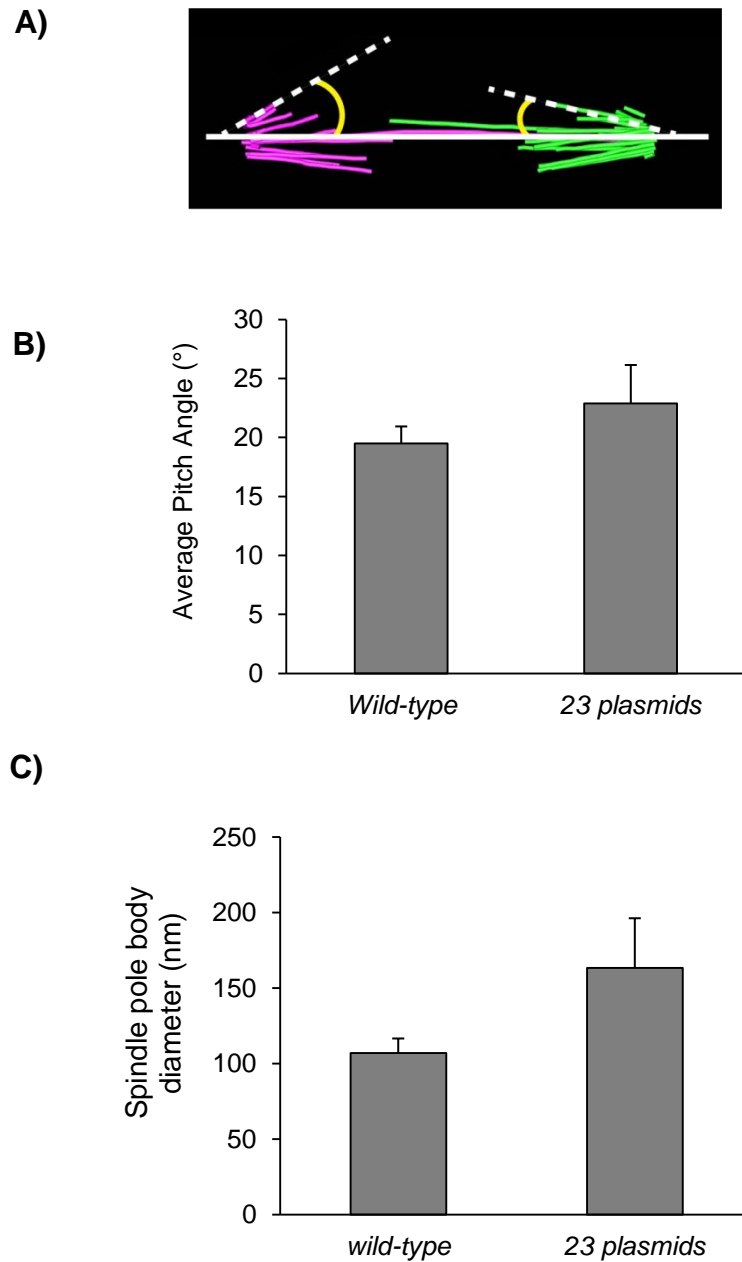 A)
B)
Average Pitch Angle (°)
30
25
20
15
10
5
0
Wild-type 23 plasmids
C)
Spindle pole body
diameter (nm)
250
200
150
100
50
0
wild-type 23 plasmids